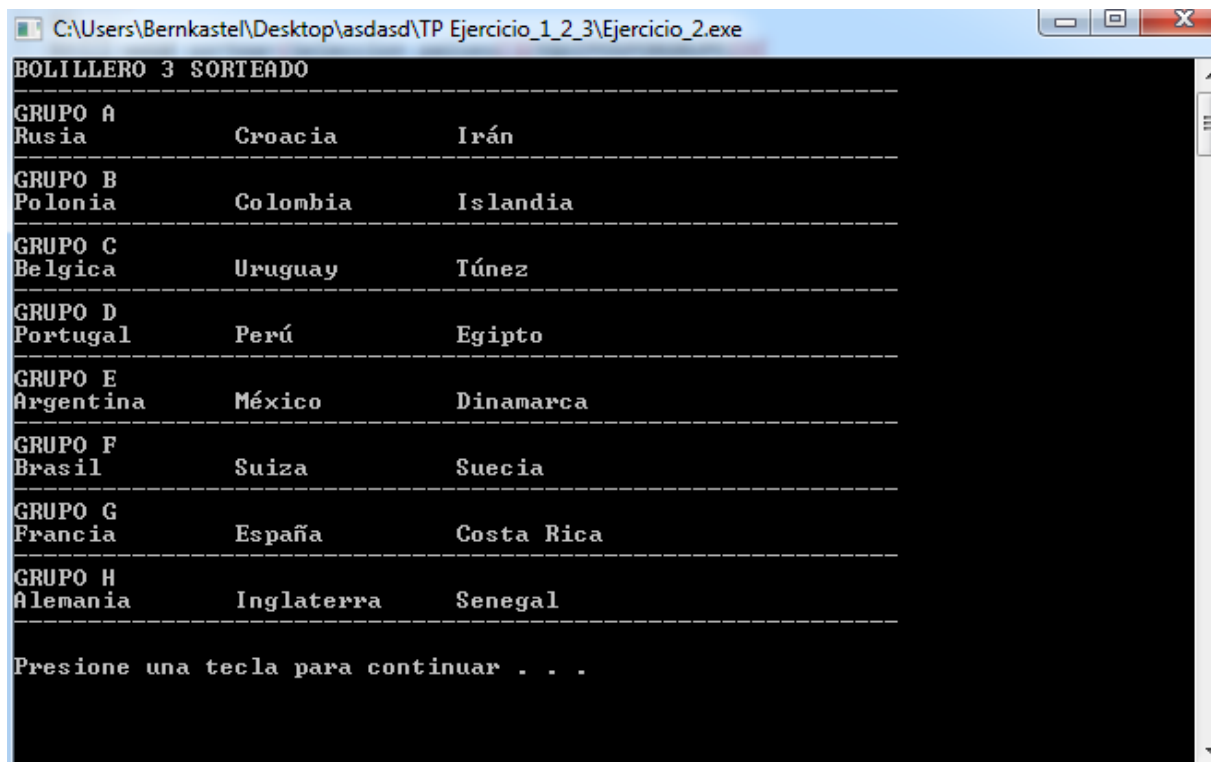 C:\Users\Bernkastel\Desktop\asdasd\TP Ejercicio_1_2_3\Ejercicio_2.exe
BOLILLERO 3 SORTEADO
GRUPO A
Rusia Croacia Irán
GRUPO B
Polonia Colombia Islandia
GRUPO C
Belgica Uruguay Túnez
GRUPO D
Portugal Perú Egipto
GRUPO E
Argentina México Dinamarca
GRUPO F
Brasil Suiza Suecia
GRUPO G
Francia España Costa Rica
GRUPO H
Alemania Inglaterra Senegal
Presione una tecla para continuar . . .